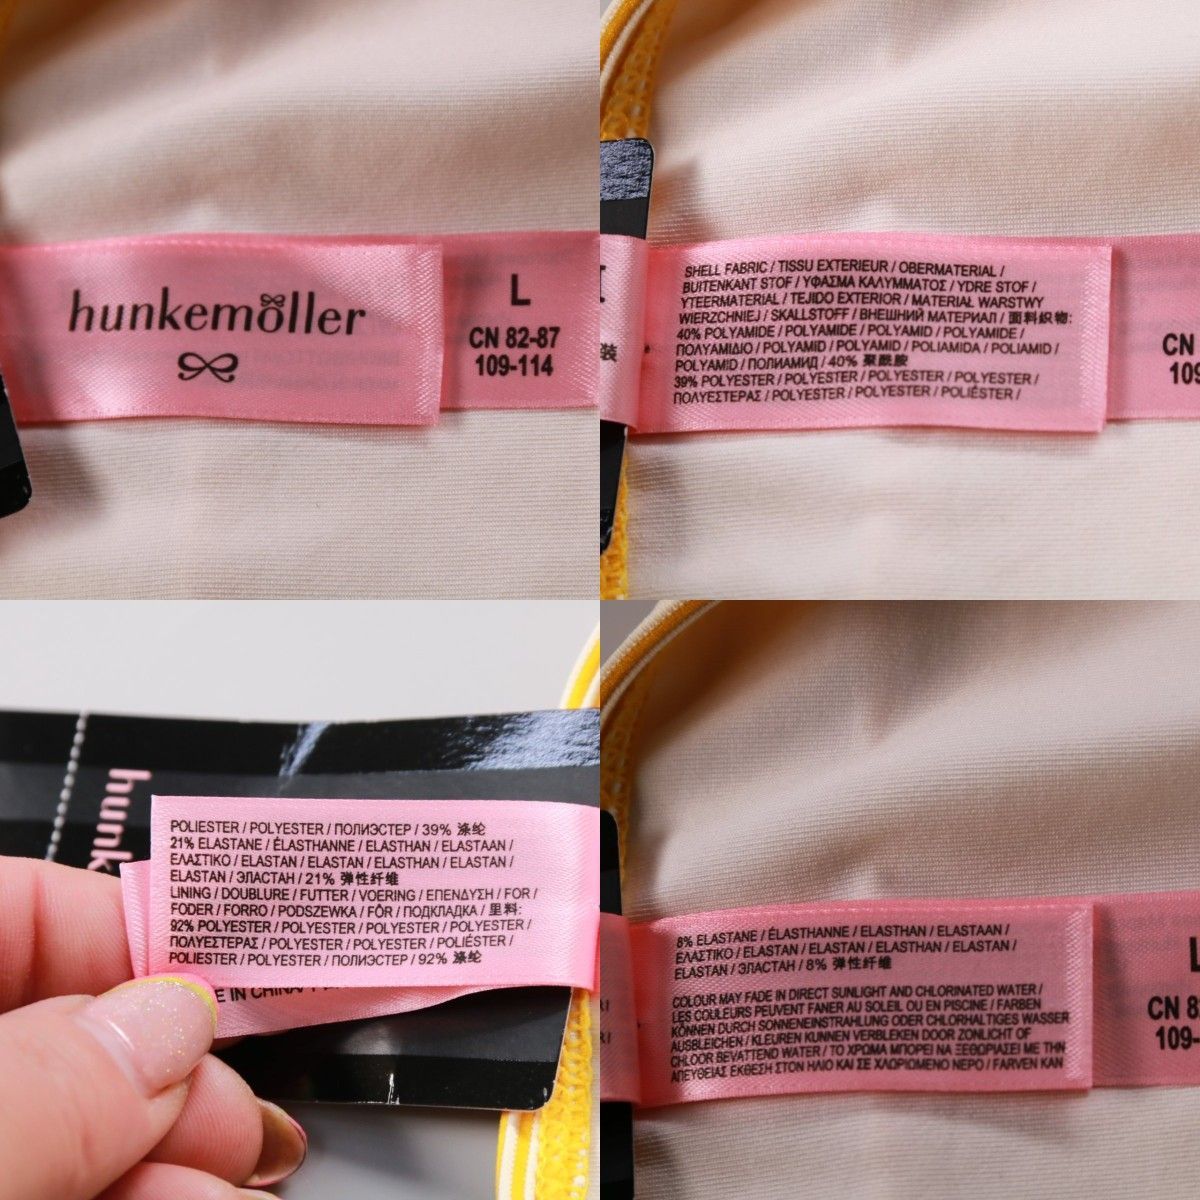 hunkemöller
L
CN 82-87
109-114
SHELL FABRIC / TISSU EXTERIEUR / OBERMATERIAL /
BUITENKANT STOF / ΥΦΑΣΜΑ ΚΑΛΥΜΜΑΤΟΣ / YDRE STOF /
YTEERMATERIAL / TEJIDO EXTERIOR / MATERIAŁ WARSTWY
WIERZCHNIEJ / SKALLSTOFF / ВНЕШНИЙ МАТЕРИАЛ / 面料织物:
40% POLYAMIDE / POLYAMIDE / POLYAMID / POLYAMIDE /
ΠΟΛΥΑΜΙΔΙΟ / POLYAMID / POLYAMID / POLIAMIDA / POLIAMID /
POLYAMID / ПОЛИАМИД / 40% 聚酰胺
39% POLYESTER / POLYESTER / POLYESTER / POLYESTER /
ΠΟΛΥΕΣΤΕΡΑΣ / POLYESTER / POLYESTER / POLIÉSTER /
装
CN
109
hunk
POLIESTER / POLYESTER / ПОЛИЭСТЕР / 39% 涤纶
21% ELASTANE / ÉLASTHANNE / ELASTHAN / ELASTAAN /
ΕΛΑΣΤΙΚΟ / ELASTAN / ELASTAN / ELASTHAN / ELASTAN /
ELASTAN / ЭЛАСТАН / 21% 弹性纤维
LINING / DOUBLURE / FUTTER / VOERING / ΕΠΕΝΔΥΣΗ / FOR /
FODER / FORRO / PODSZEWKA / FÔR / ПОДКЛАДКА / 里料:
92% POLYESTER / POLYESTER / POLYESTER / POLYESTER /
ΠΟΛΥΕΣΤΕΡΑΣ / POLYESTER / POLYESTER / POLIÉSTER /
POLIESTER / POLYESTER / ПОЛИЭСТЕР / 92% 涤纶
E IN CHINA
8% ELASTANE / ÉLASTHANNE / ELASTHAN / ELASTAAN /
ΕΛΑΣΤΙΚΟ / ELASTAN / ELASTAN / ELASTHAN / ELASTAN /
ELASTAN / ЭЛАСТАН / 8% 弹性纤维
COLOUR MAY FADE IN DIRECT SUNLIGHT AND CHLORINATED WATER /
LES COULEURS PEUVENT FANER AU SOLEIL OU EN PISCINE / FARBEN
KÖNNEN DURCH SONNENEINSTRAHLUNG ODER CHLORHALTIGES WASSER
AUSBLEICHEN / KLEUREN KUNNEN VERBLEKEN DOOR ZONLICHT OF
CHLOOR BEVATTEND WATER / ΤΟ ΧΡΩΜΑ ΜΠΟΡΕΙ ΝΑ ΞΕΘΩΡΙΑΣΕΙ ΜΕ ΤΗΝ
ΑΠΕΥΘΕΙΑΣ ΕΚΘΕΣΗ ΣΤΟΝ ΗΛΙΟ ΚΑΙ ΣΕ ΧΛΩΡΙΩΜΕΝΟ ΝΕΡΟ / FARVEN KAN
L
CN 82
109-